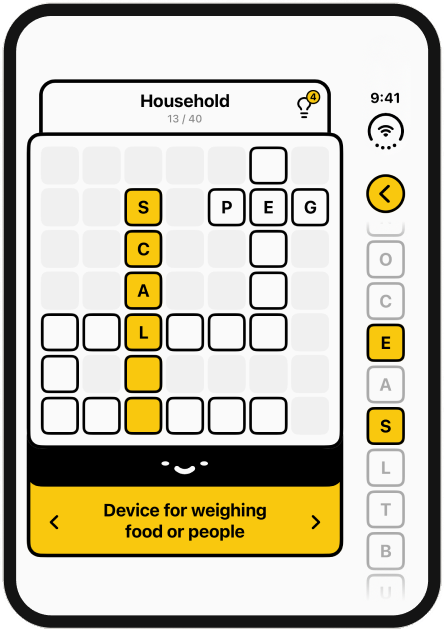 Household
4
13 / 40
9:41
S
P E G
C
A
L
O
C
E
A
S
L
T
B
U
Device for weighing
food or people